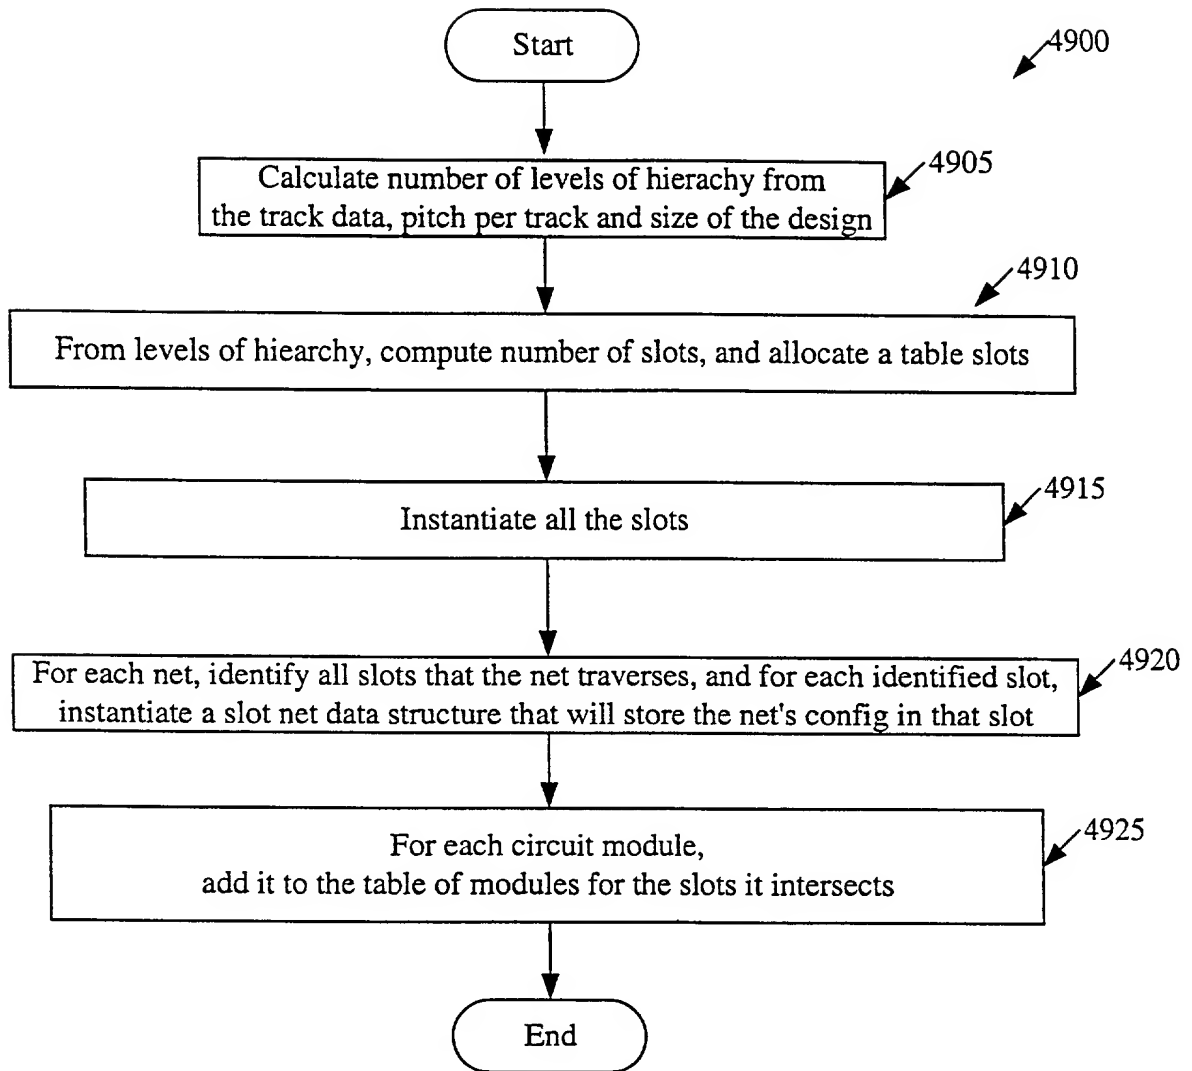 Start
4900
Calculate number of levels of hierachy from
the track data, pitch per track and size of the design
4905
4910
From levels of hiearchy, compute number of slots, and allocate a table slots
4915
Instantiate all the slots
4920
For each net, identify all slots that the net traverses, and for each identified slot,
instantiate a slot net data structure that will store the net's config in that slot
4925
For each circuit module,
add it to the table of modules for the slots it intersects
End